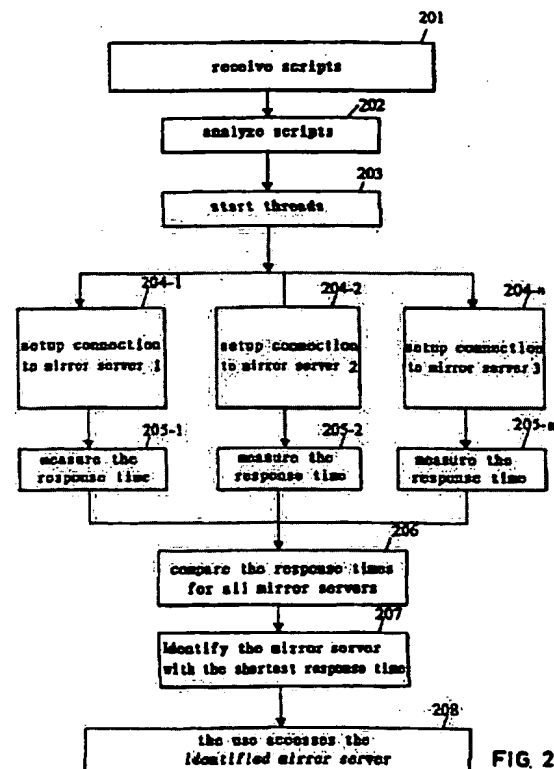 201
receive scripts
202
analyze scripts
203
start threads
204-1
204-2
204-n
setup connection
to mirror server 1
setup connection
to mirror server 2
setup connection
to mirror server 3
205-1
205-2
205-n
measure the
response time
measure the
response time
measure the
response time
206
compare the response times
for all mirror servers
207
Identify the mirror server
with the shortest response time
208
the use accesses the
identified mirror server
FIG. 2